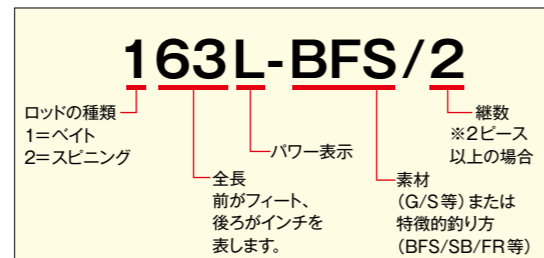 163L-BFS/2
ロッドの種類
1=ベイト
2=スピニング
全長
前がフィート、
後ろがインチを
表します。
パワー表示
素材
(G/S等)または
特徴的釣り方
(BFS/SB/FR等)
継数
※2ピース
以上の場合